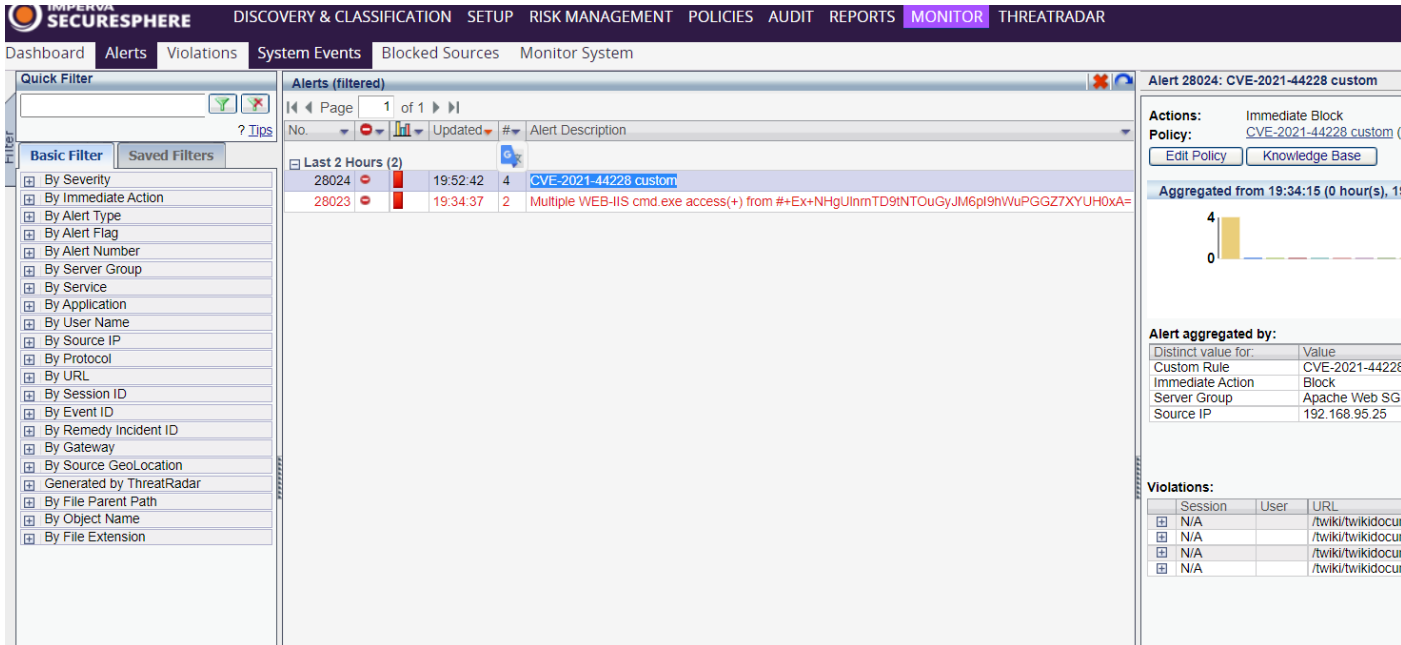 IMPERVA
SECURESPHERE
DISCOVERY & CLASSIFICATION SETUP RISK MANAGEMENT POLICIES AUDIT REPORTS MONITOR THREATRADAR
Dashboard Alerts Violations System Events Blocked Sources Monitor System
Filter
Quick Filter
? Tips
Basic Filter Saved Filters
By Severity
By Immediate Action
By Alert Type
By Alert Flag
By Alert Number
By Server Group
By Service
By Application
By User Name
By Source IP
By Protocol
By URL
By Session ID
By Event ID
By Remedy Incident ID
By Gateway
By Source GeoLocation
Generated by ThreatRadar
By File Parent Path
By Object Name
By File Extension
Alerts (filtered)
Page 1 of 1
No. Updated # Alert Description
Last 2 Hours (2)
28024 19:52:42 4 CVE-2021-44228 custom
28023 19:34:37 2 Multiple WEB-IIS cmd.exe access(+) from
Alert 28024: CVE-2021-44228 custom
Actions: Immediate Block
Policy: CVE-2021-44228 custom (
Edit Policy Knowledge Base
Aggregated from 19:34:15 (0 hour(s), 1
4
0
Alert aggregated by:
Distinct value for: Value
Custom Rule CVE-2021-44228
Immediate Action Block
Server Group Apache Web SG
Source IP 192.168.95.25
Violations:
Session User URL
N/A /twiki/twikidocu
N/A /twiki/twikidocu
N/A /twiki/twikidocu
N/A /twiki/twikidocu